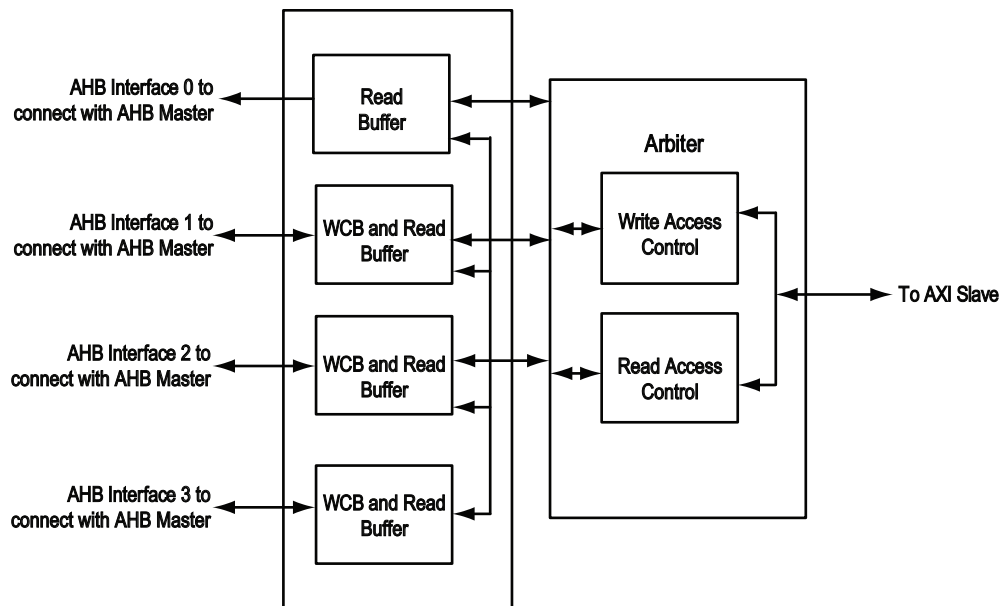 AHB Interface 0 to
connect with AHB Master
Read
Buffer
AHB Interface 1 to
connect with AHB Master
WCB and Read
Buffer
AHB Interface 2 to
connect with AHB Master
WCB and Read
Buffer
AHB Interface 3 to
connect with AHB Master
WCB and Read
Buffer
Arbiter
Write Access
Control
Read Access
Control
To AXI Slave